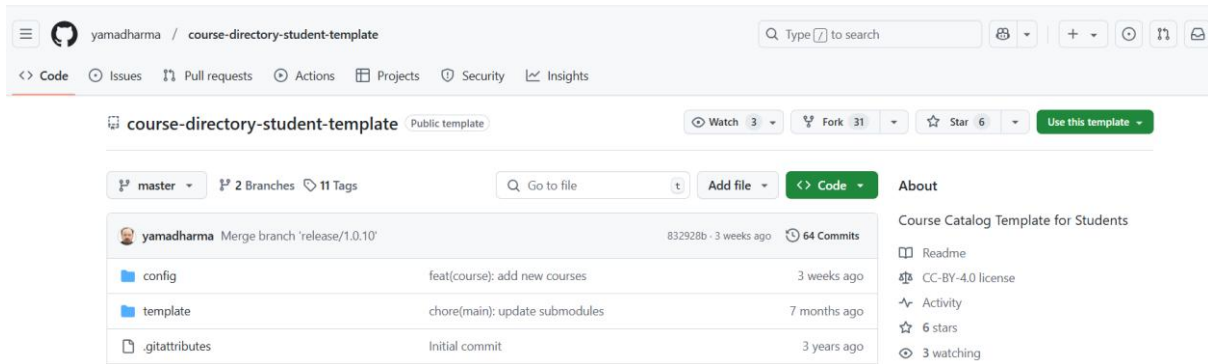 yamadharma / course-directory-student-template
Type / to search
Code Issues Pull requests Actions Projects Security Insights
course-directory-student-template Public template
Watch 3 Fork 31 Star 6 Use this template
master 2 Branches 11 Tags Go to file t Add file Code
About
Course Catalog Template for Students
yamadharma Merge branch 'release/1.0.10' 832928b · 3 weeks ago 64 Commits
config feat(course): add new courses 3 weeks ago
template chore(main): update submodules 7 months ago
.gitattributes Initial commit 3 years ago
Readme
CC-BY-4.0 license
Activity
6 stars
3 watching